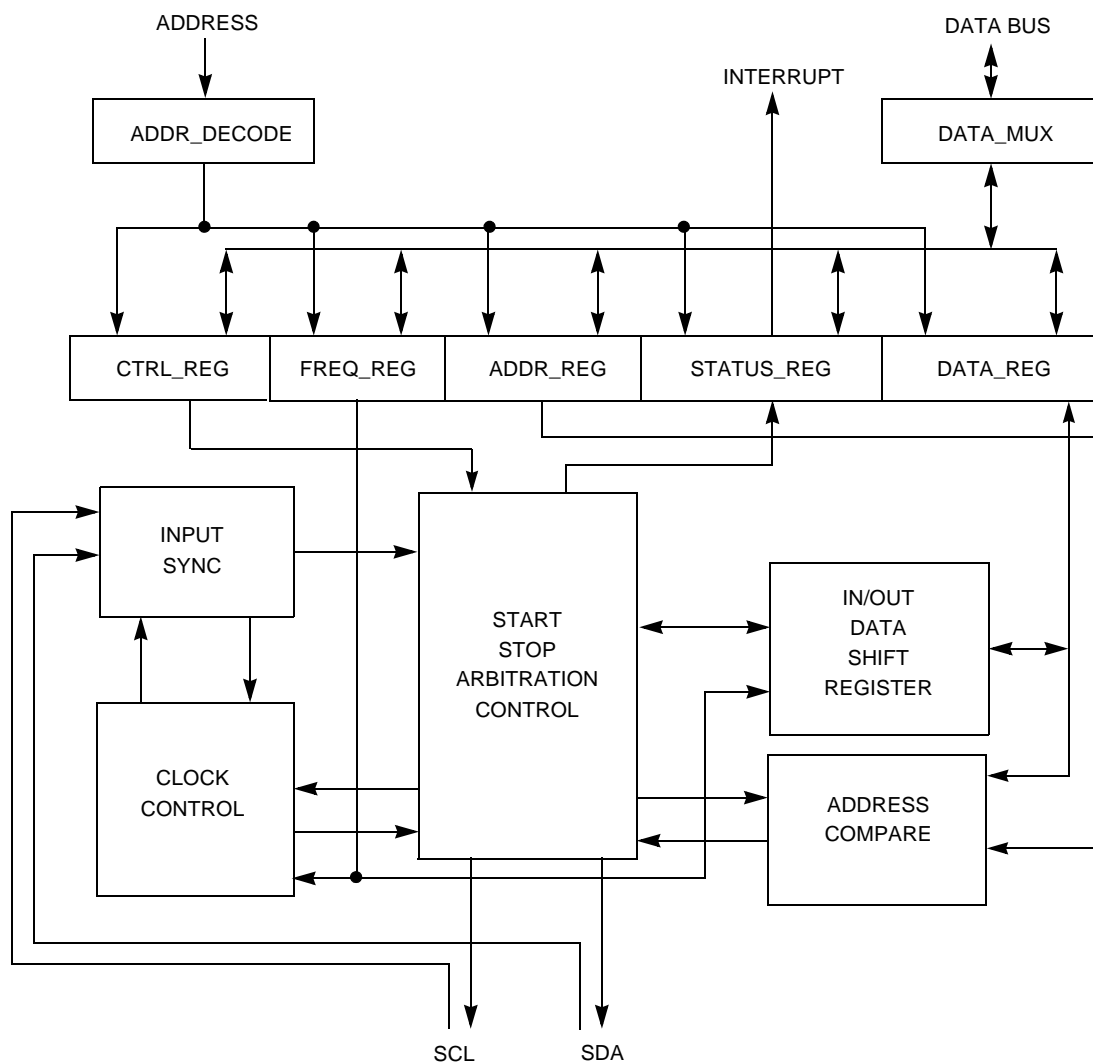 ADDRESS
DATA BUS
INTERRUPT
ADDR_DECODE
DATA_MUX
CTRL_REG
FREQ_REG
ADDR_REG
STATUS_REG
DATA_REG
INPUT
SYNC
START
STOP
ARBITRATION
CONTROL
IN/OUT
DATA
SHIFT
REGISTER
CLOCK
CONTROL
ADDRESS
COMPARE
SCL
SDA